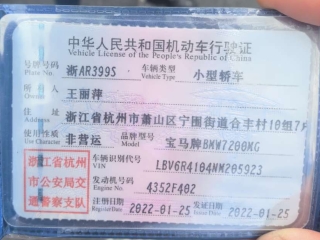 中华人民共和国机动车行驶证
Vehicle License of the People's Republic of China
号牌号码 浙AR399S 车辆类型 小型轿车
Plate No. Vehicle Type
所有人 王丽萍
Owner
住址 浙江省杭州市萧山区宁围街道合丰村10组7户
Address
使用性质 非营运 品牌型号 宝马牌BMW7200MG
Use Character Model
浙江省杭州市公安局交通警察支队
车辆识别代号 LBV6R4104NM205923
VIN
发动机号码 4352F402
Engine No.
注册日期 2022-01-25 发证日期 2022-01-25
Register Date Issue Date